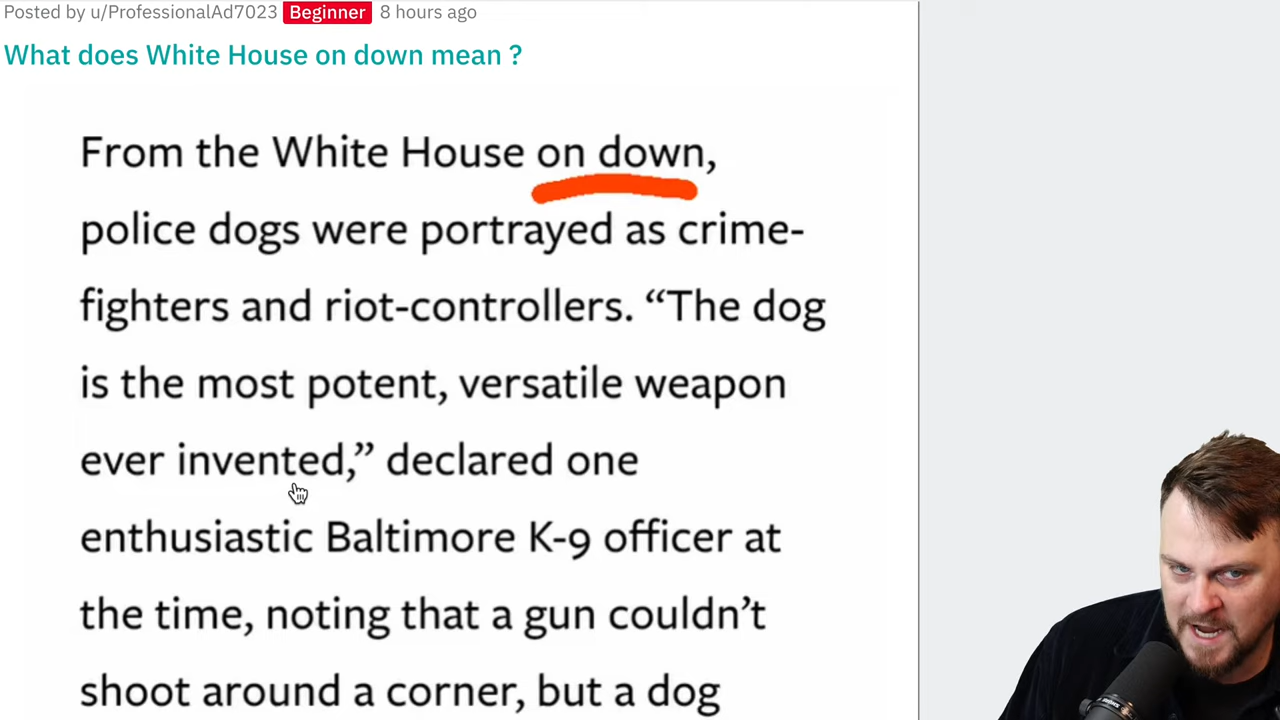 Posted by u/ProfessionalAd7023 Beginner 8 hours ago
What does White House on down mean ?
From the White House on down,
police dogs were portrayed as crime-
fighters and riot-controllers. “The dog
is the most potent, versatile weapon
ever invented,” declared one
enthusiastic Baltimore K-9 officer at
the time, noting that a gun couldn’t
shoot around a corner, but a dog